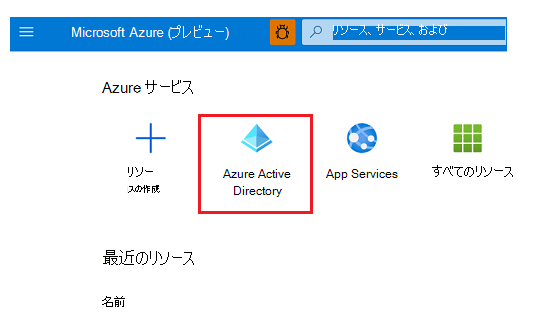 Microsoft Azure (プレビュー)
リソース、サービス、および
Azure サービス
リソー
スの作成
Azure Active
Directory
App Services
すべてのリソース
最近のリソース
名前